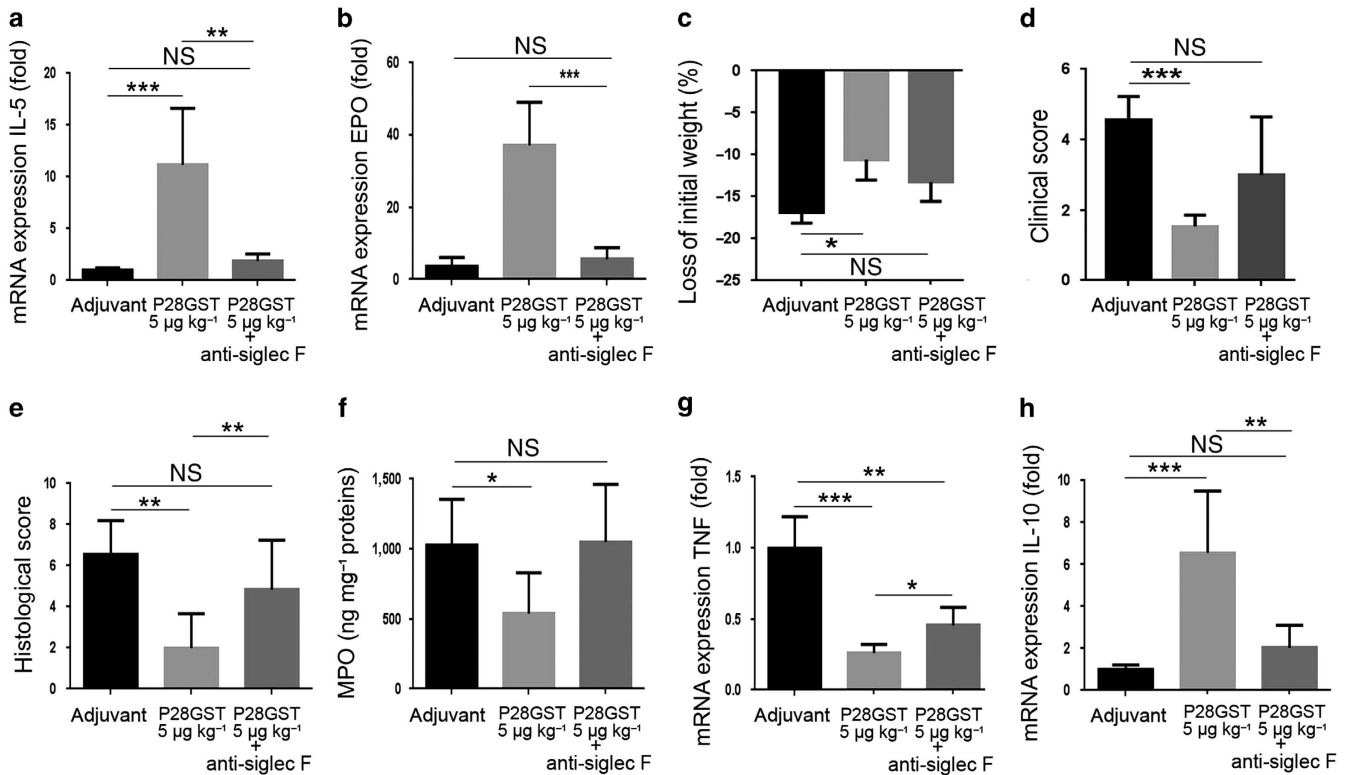 a
mRNA expression IL-5 (fold)
**
NS
***
20
15
10
5
0
Adjuvant
P28GST
5 µg kg⁻¹
P28GST
5 µg kg⁻¹
+
anti-siglec F
b
mRNA expression EPO (fold)
NS
***
60
40
20
0
Adjuvant
P28GST
5 µg kg⁻¹
P28GST
5 µg kg⁻¹
+
anti-siglec F
c
Loss of initial weight (%)
0
−5
−10
−15
−20
−25
*
NS
Adjuvant
P28GST
5 µg kg⁻¹
P28GST
5 µg kg⁻¹
+
anti-siglec F
d
Clinical score
NS
***
6
4
2
0
Adjuvant
P28GST
5 µg kg⁻¹
P28GST
5 µg kg⁻¹
+
anti-siglec F
e
Histological score
**
NS
**
10
8
6
4
2
0
Adjuvant
P28GST
5 µg kg⁻¹
P28GST
5 µg kg⁻¹
+
anti-siglec F
f
MPO (ng mg⁻¹ proteins)
NS
*
1,500
1,000
500
0
Adjuvant
P28GST
5 µg kg⁻¹
P28GST
5 µg kg⁻¹
+
anti-siglec F
g
mRNA expression TNF (fold)
**
***
*
1.5
1.0
0.5
0.0
Adjuvant
P28GST
5 µg kg⁻¹
P28GST
5 µg kg⁻¹
+
anti-siglec F
h
mRNA expression IL-10 (fold)
**
NS
***
10
8
6
4
2
0
Adjuvant
P28GST
5 µg kg⁻¹
P28GST
5 µg kg⁻¹
+
anti-siglec F